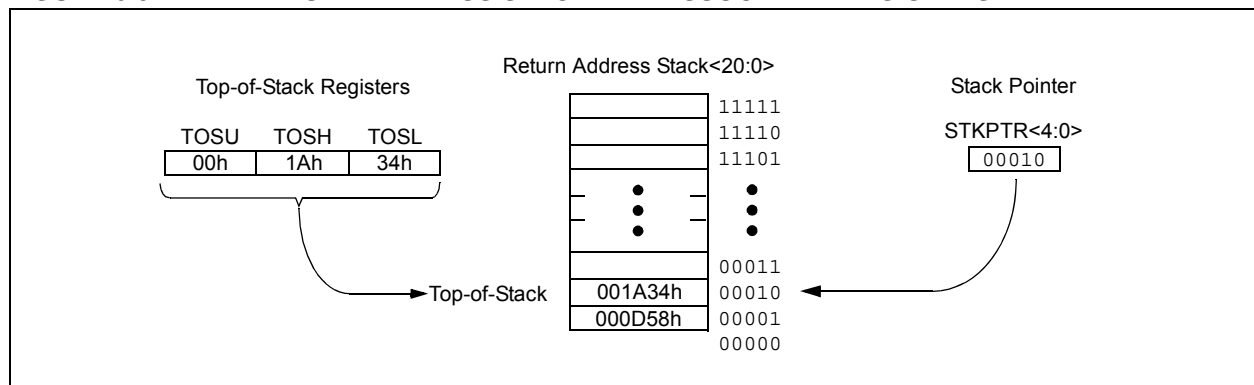 Return Address Stack<20:0>
Top-of-Stack Registers
Stack Pointer
11111
TOSU TOSH TOSL
11110
STKPTR<4:0>
00h 1Ah 34h
11101
00010
00011
Top-of-Stack
001A34h
00010
000D58h
00001
00000